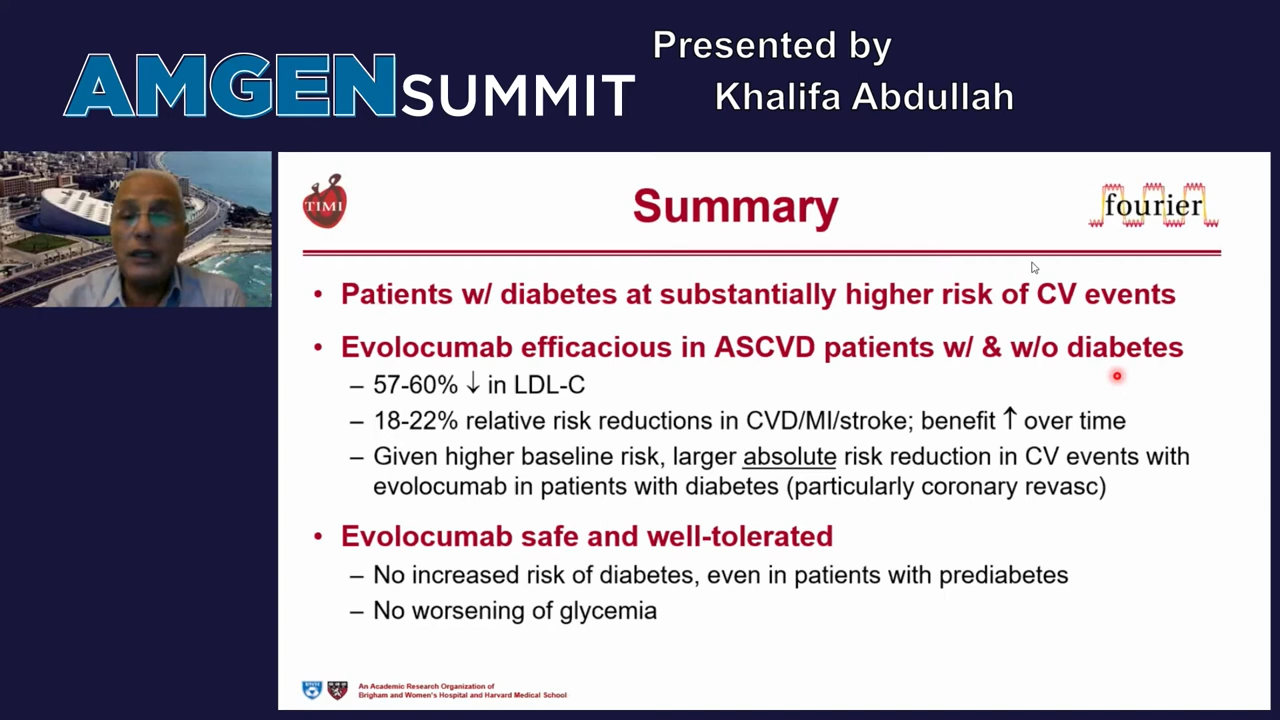 AMGEN SUMMIT
Presented by
Khalifa Abdullah
TIMI
Summary
fourier
• Patients w/ diabetes at substantially higher risk of CV events
• Evolocumab efficacious in ASCVD patients w/ & w/o diabetes
– 57-60% ↓ in LDL-C
– 18-22% relative risk reductions in CVD/MI/stroke; benefit ↑ over time
– Given higher baseline risk, larger absolute risk reduction in CV events with
evolocumab in patients with diabetes (particularly coronary revasc)
• Evolocumab safe and well-tolerated
– No increased risk of diabetes, even in patients with prediabetes
– No worsening of glycemia
An Academic Research Organization of
Brigham and Women's Hospital and Harvard Medical School